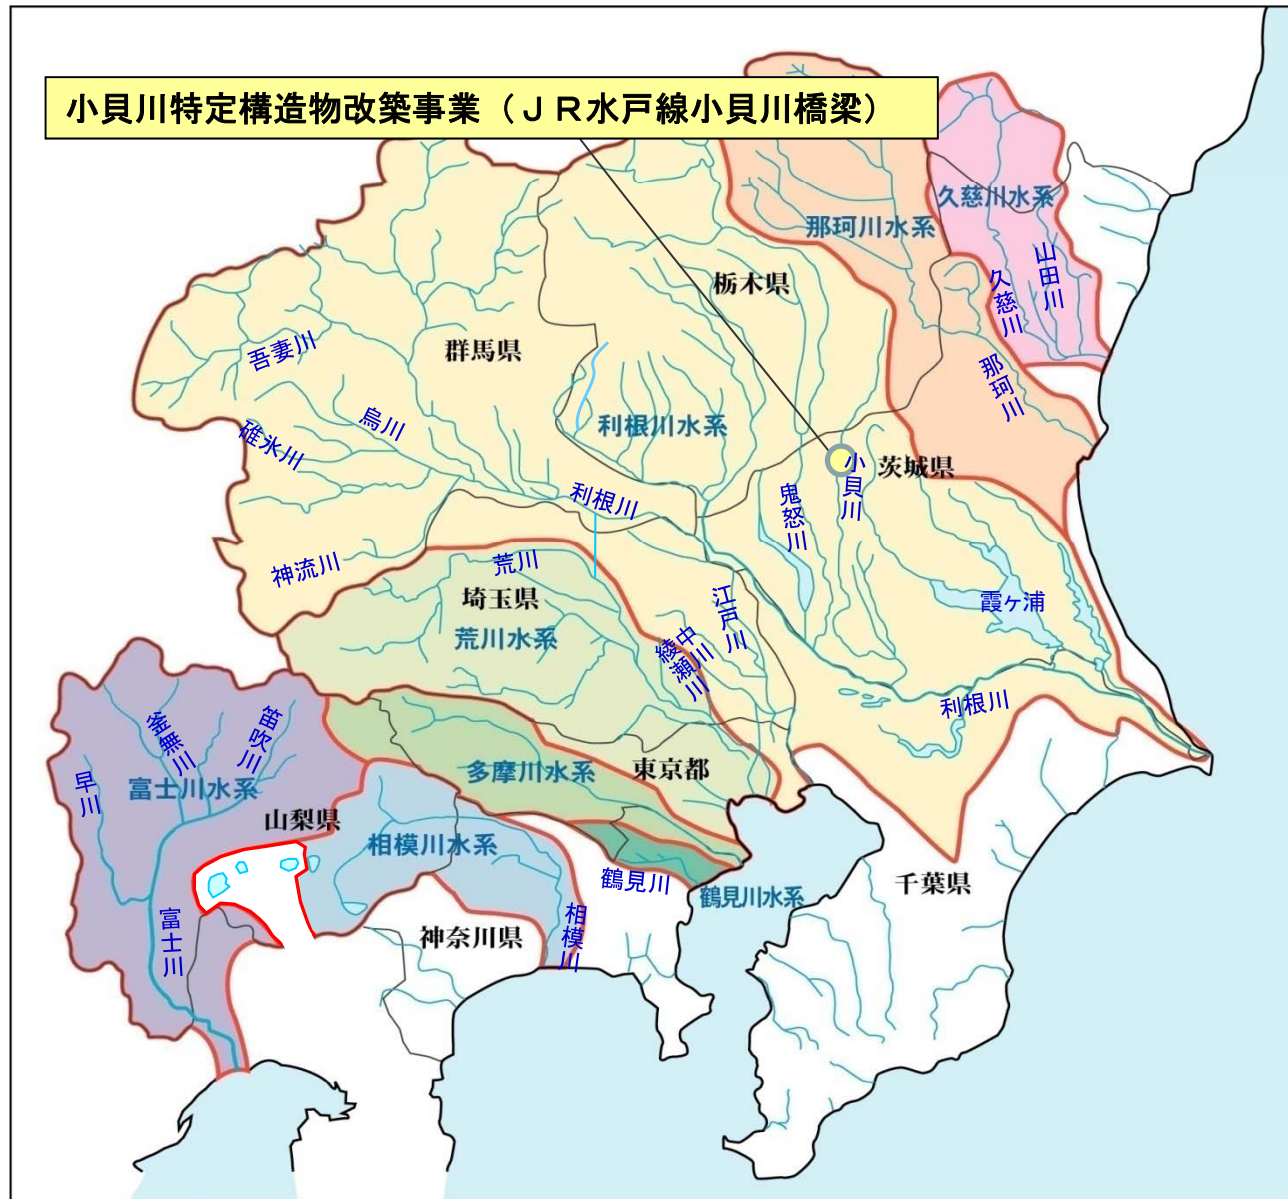 小貝川特定構造物改築事業（ＪＲ水戸線小貝川橋梁）
久慈川水系
那珂川水系
山田川
久慈川
栃木県
吾妻川
群馬県
那珂川
烏川
利根川水系
碓氷川
小貝川
茨城県
鬼怒川
利根川
神流川
荒川
埼玉県
江戸川
霞ヶ浦
荒川水系
中川
綾瀬川
利根川
釜無川
笛吹川
早川
富士川水系
多摩川水系
東京都
山梨県
相模川水系
鶴見川
千葉県
鶴見川水系
富士川
相模川
神奈川県